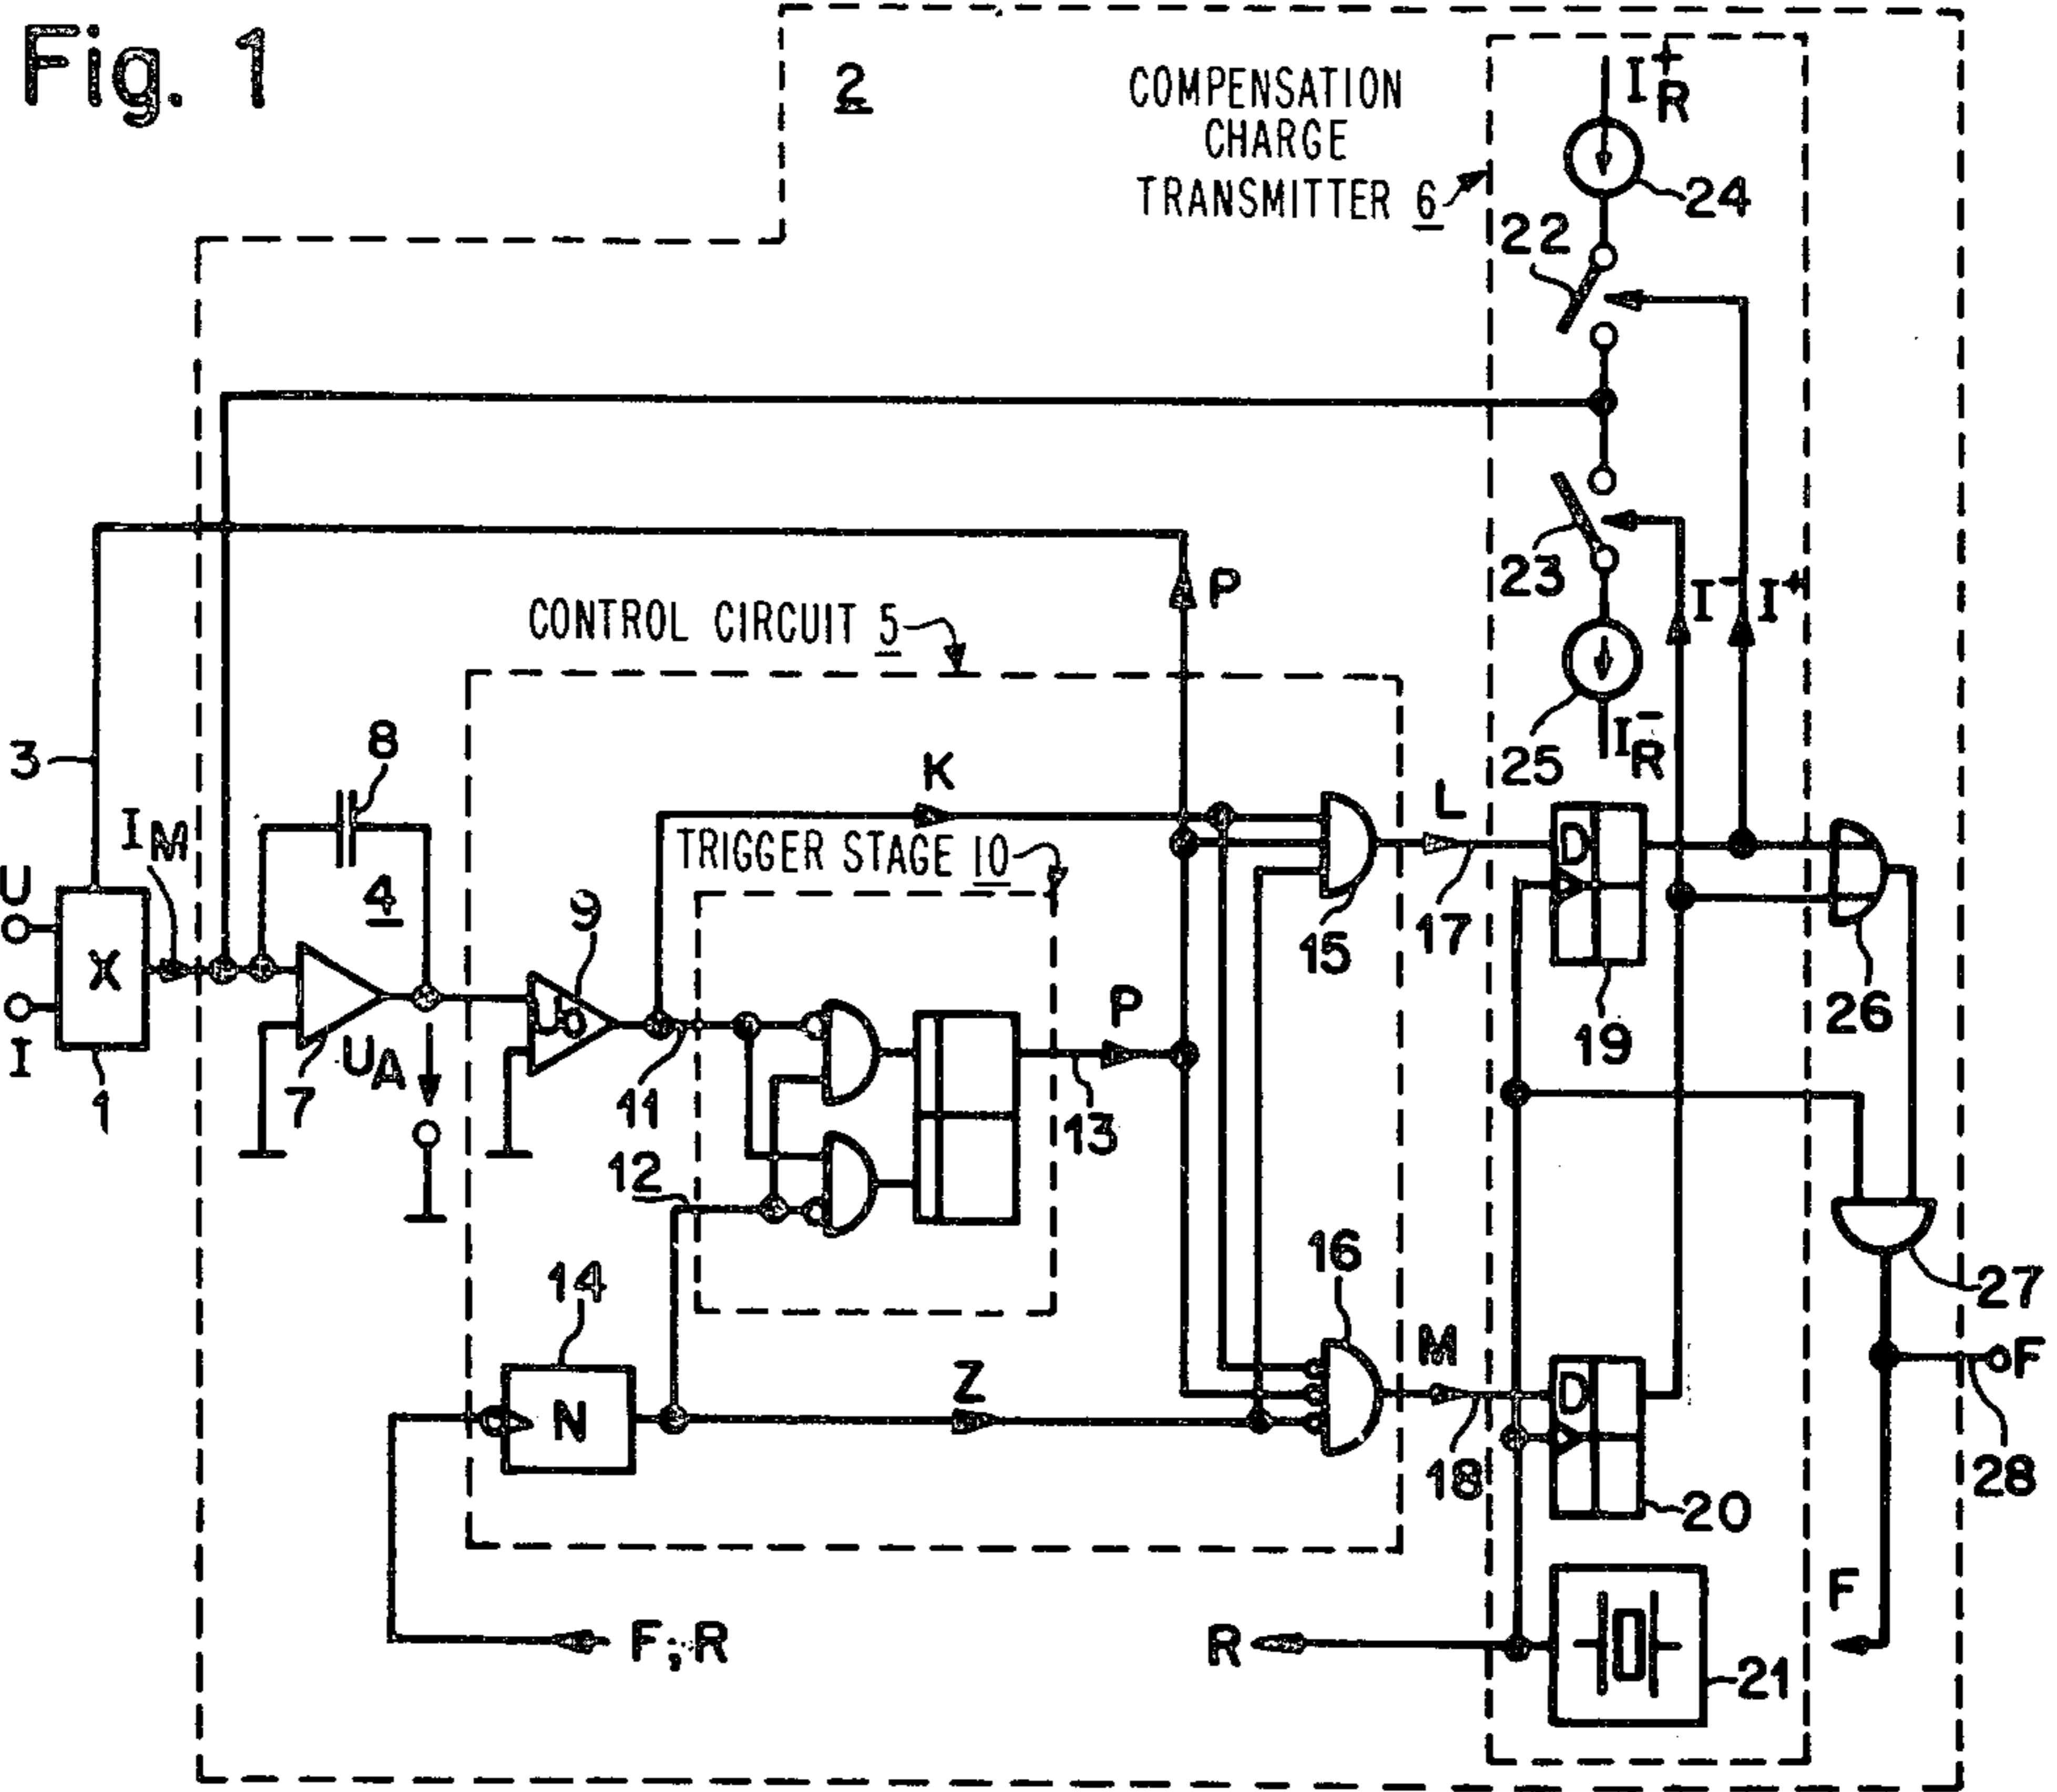 Fig. 1
2
COMPENSATION
CHARGE
TRANSMITTER 6
I+R
24
22
23
25
I-R
I-
I+
P
CONTROL CIRCUIT 5
3
8
K
L
IM
4
U
X
I
1
7
UA
9
Uo
TRIGGER STAGE 10
11
12
P
13
15
17
D
19
26
14
N
Z
16
M
18
D
20
27
F
28
F
F;R
R
21